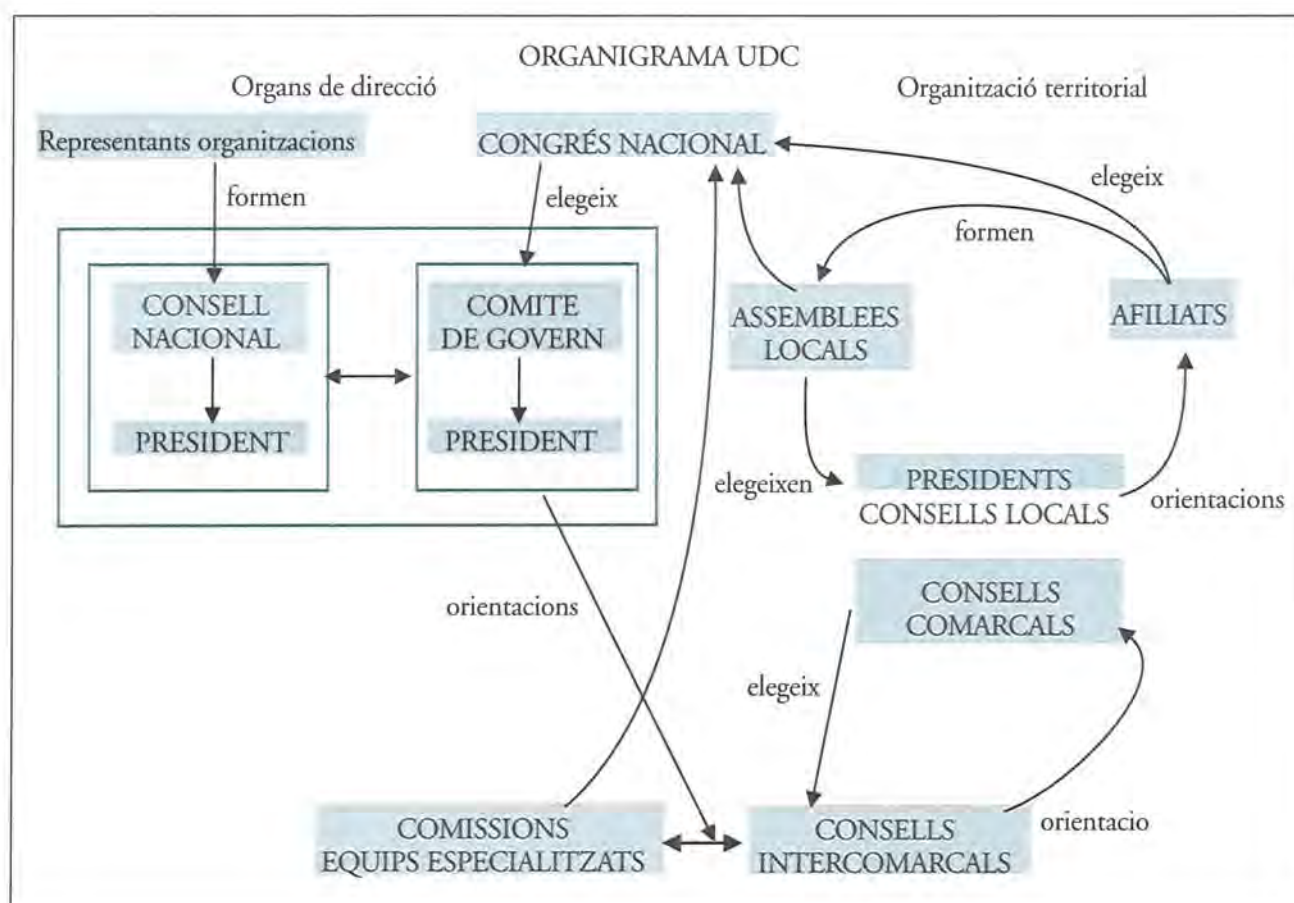 ORGANIGRAMA UDC
Organs de direcció
Organització territorial
Representants organitzacions
CONGRÉS NACIONAL
formen
elegeix
elegeix
formen
CONSELL
NACIONAL
COMITE
DE GOVERN
ASSEMBLEES
LOCALS
AFILIATS
PRESIDENT
PRESIDENT
elegeixen
PRESIDENTS
CONSELLS LOCALS
orientacions
orientacions
CONSELLS
COMARCALS
elegeix
COMISSIONS
EQUIPS ESPECIALITZATS
CONSELLS
INTERCOMARCALS
orientacio